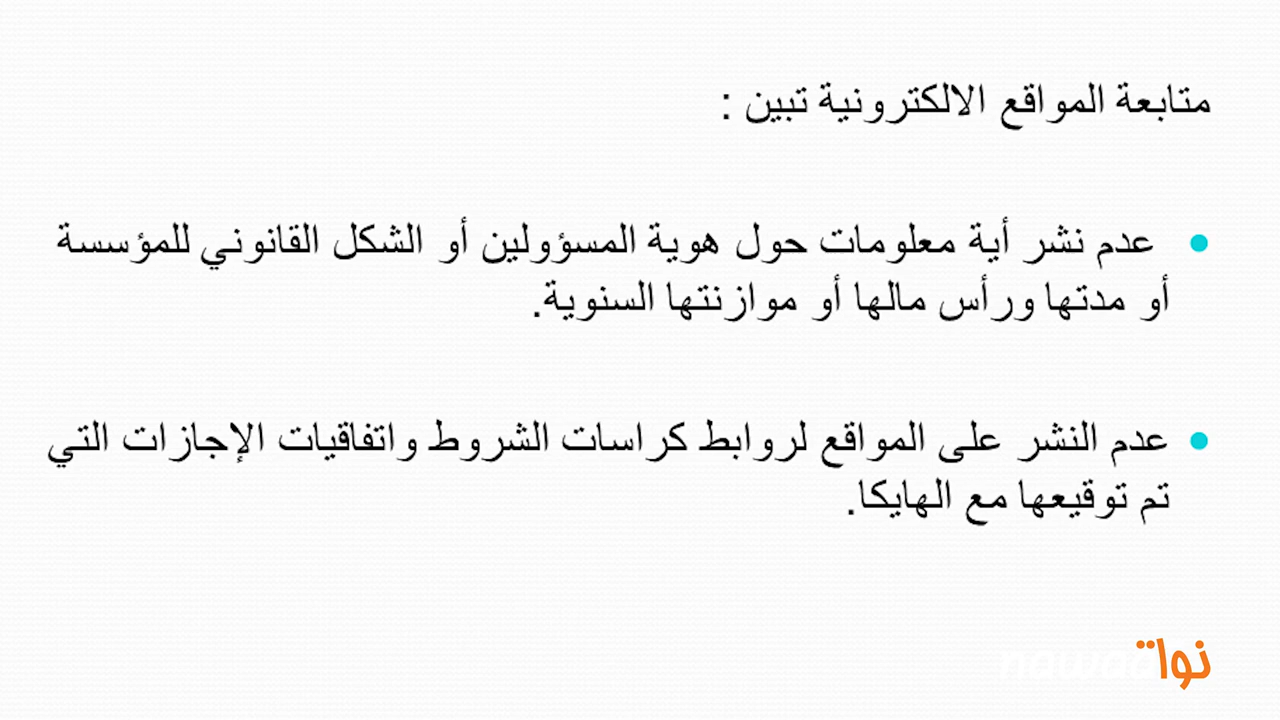 متابعة المواقع الالكترونية تبين :
عدم نشر أية معلومات حول هوية المسؤولين أو الشكل القانوني للمؤسسة
أو مدتها ورأس مالها أو موازنتها السنوية.
عدم النشر على المواقع لروابط كراسات الشروط واتفاقيات الإجازات التي
تم توقيعها مع الهايكا.
nawaat نواة